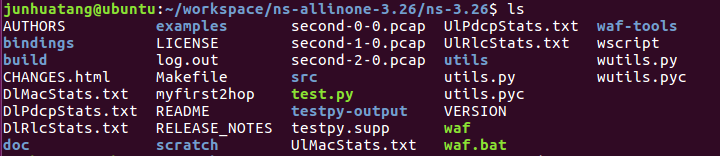 junhuatang@ubuntu:~/workspace/ns-allinone-3.26/ns-3.26$ ls
AUTHORS examples second-0-0.pcap UlPdcpStats.txt waf-tools
bindings LICENSE second-1-0.pcap UlRlcStats.txt wscript
build log.out second-2-0.pcap utils wutils.py
CHANGES.html Makefile src utils.py wutils.pyc
DlMacStats.txt myfirst2hop test.py utils.pyc
DlPdcpStats.txt README testpy-output VERSION
DlRlcStats.txt RELEASE_NOTES testpy.supp waf
doc scratch UlMacStats.txt waf.bat